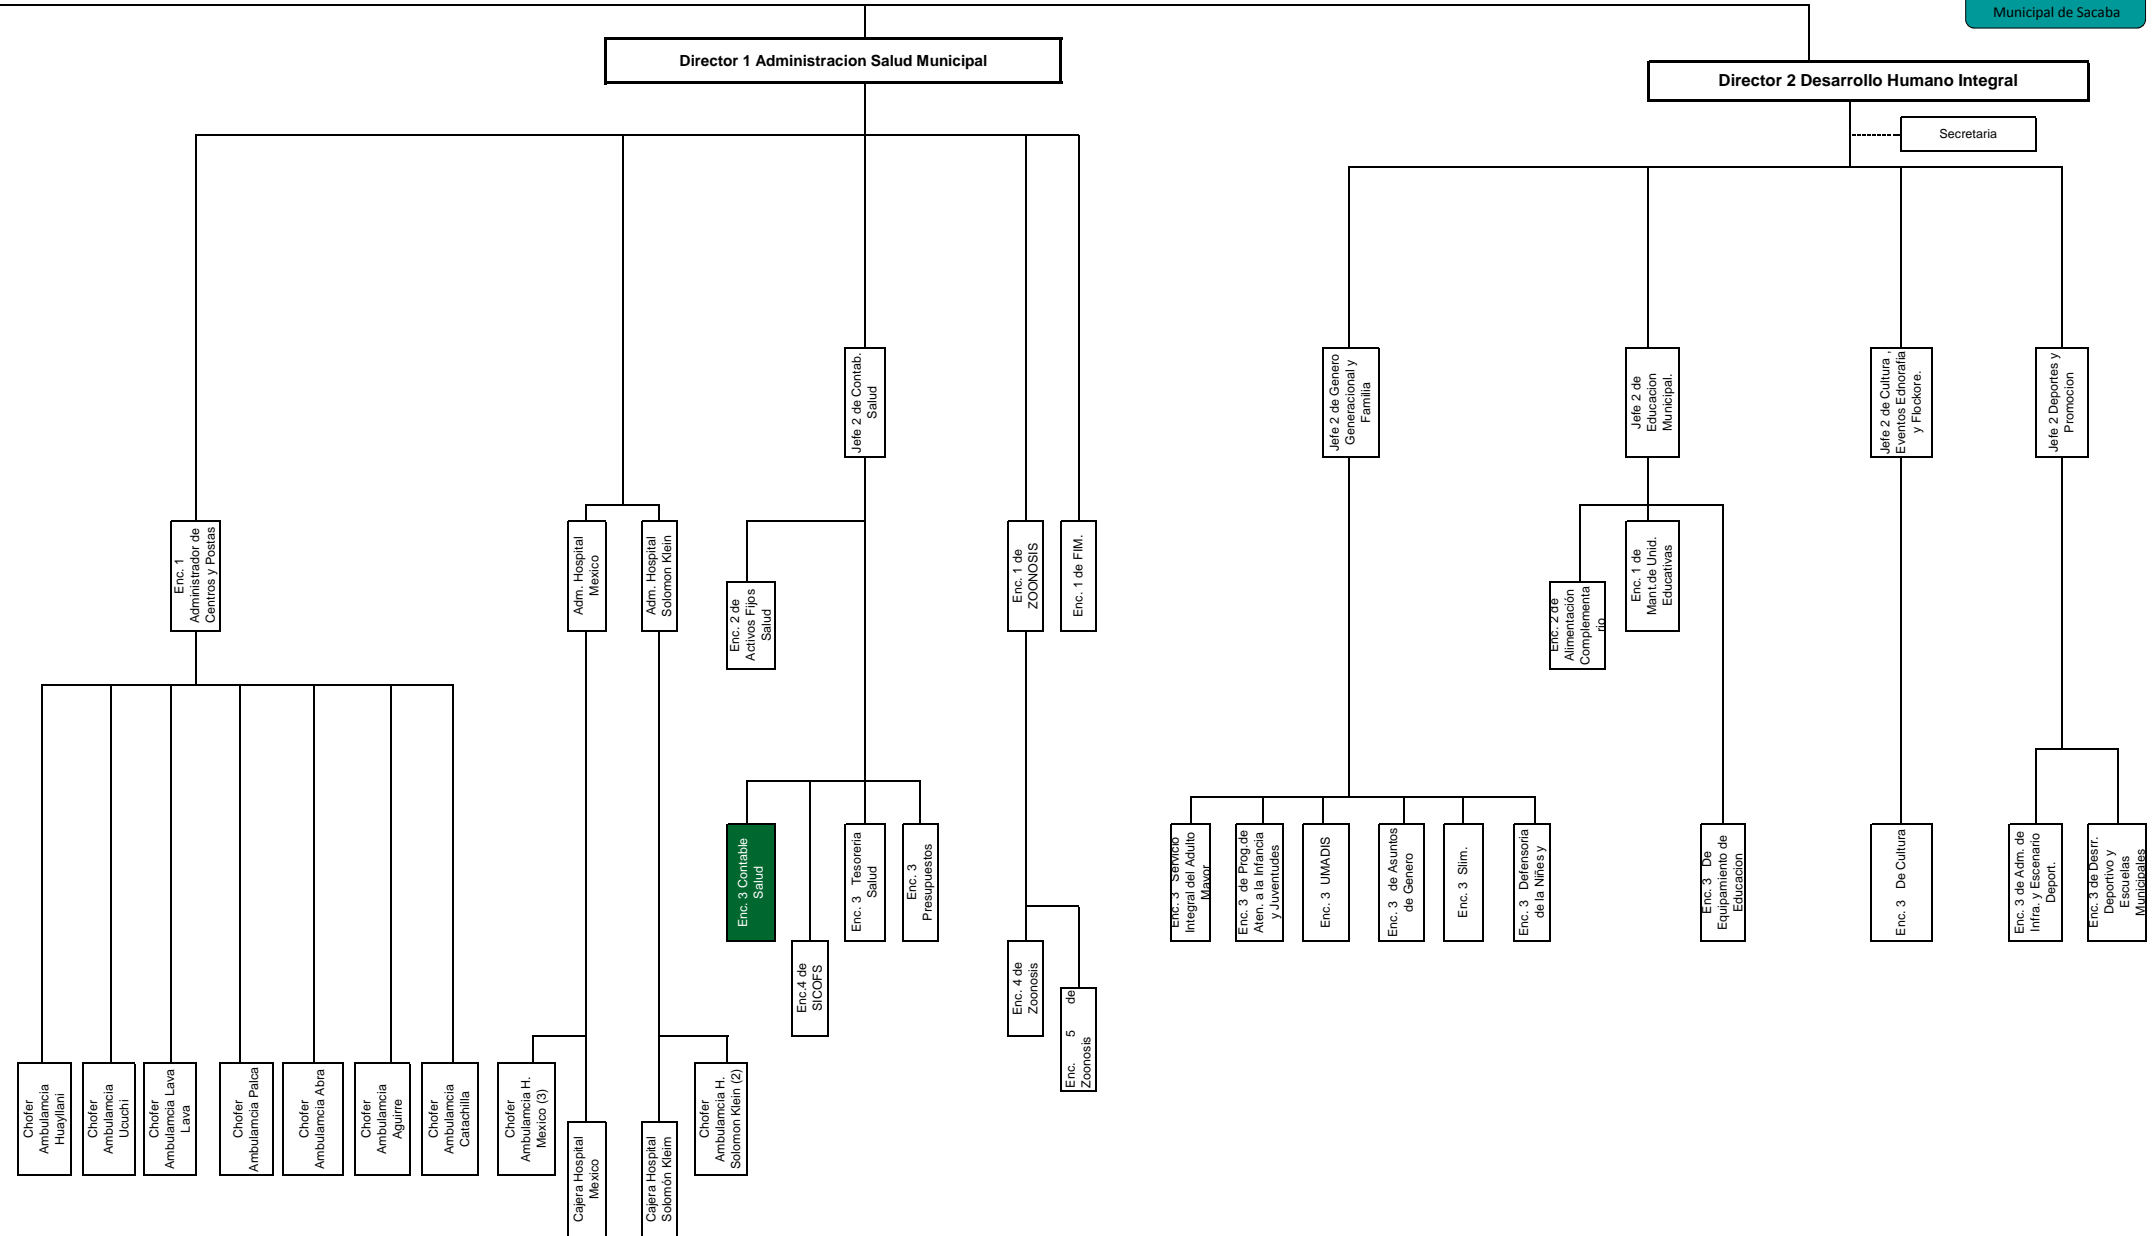 Municipal de Sacaba
Director 1 Administracion Salud Municipal
Director 2 Desarrollo Humano Integral
Secretaria
Jefe 2 de Contab.
Salud
Jefe 2 de Genero
Generacional y
Familia
Jefe 2 de
Educacion
Municipal.
Jefe 2 de Cultura ,
Eventos Ednorafia
y Flockore.
Jefe 2 Deportes y
Promocion
Enc. 1
Administrador de
Centros y Postas
Adm. Hospital
Mexico
Adm. Hospital
Solomon Klein
Enc. 2 de
Activos Fijos
Salud
Enc. 1 de
ZOONOSIS
Enc. 1 de FIM.
Enc. 2 de
Alimentación
Complementa
rio
Enc. 1 de
Mant.de Unid.
Educativas
Enc. 3 Contable
Salud
Enc.4 de
SICOFS
Enc. 3  Tesoreria
Salud
Enc. 3
Presupuestos
Enc. 4 de
Zoonosis
Enc. 5 de
Zoonosis
Enc. 3  Servicio
Integral del Adulto
Mayor
Enc. 3  de Prog.de
Aten. a la Infancia
y Juventudes
Enc. 3  UMADIS
Enc. 3  de Asuntos
de Genero
Enc. 3  Slim.
Enc. 3  Defensoria
de la Niñes y
Enc. 3  De
Equipamiento de
Educacion
Enc. 3  De Cultura
Enc. 3 de Adm. de
Infra. y Escenario
Deport.
Enc. 3 de Desrr.
Deportivo y
Escuelas
Municipales
Chofer
Ambulamcia
Huayllani
Chofer
Ambulamcia
Ucuchi
Chofer
Ambulamcia Lava
Lava
Chofer
Ambulamcia Palca
Chofer
Ambulamcia Abra
Chofer
Ambulamcia
Aguirre
Chofer
Ambulamcia
Catachilla
Chofer
Ambulamcia H.
Mexico (3)
Cajera Hospital
Mexico
Cajera Hospital
Solomón Kleim
Chofer
Ambulamcia H.
Solomon Klein (2)